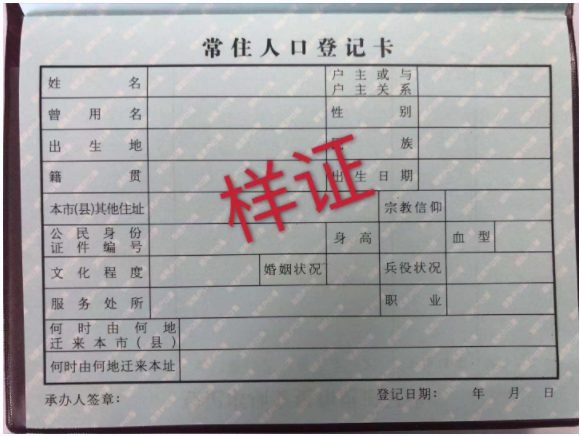 常住人口登记卡
姓名
户主或与
户主关系
曾用名
性别
出生地
族
籍贯
出生日期
样证
本市(县)其他住址
宗教信仰
公民身份
证件编号
身高
血型
文化程度
婚姻状况
兵役状况
服务处所
职业
何时由何地
迁来本市(县)
何时由何地迁来本址
承办人签章：
登记日期： 年 月 日